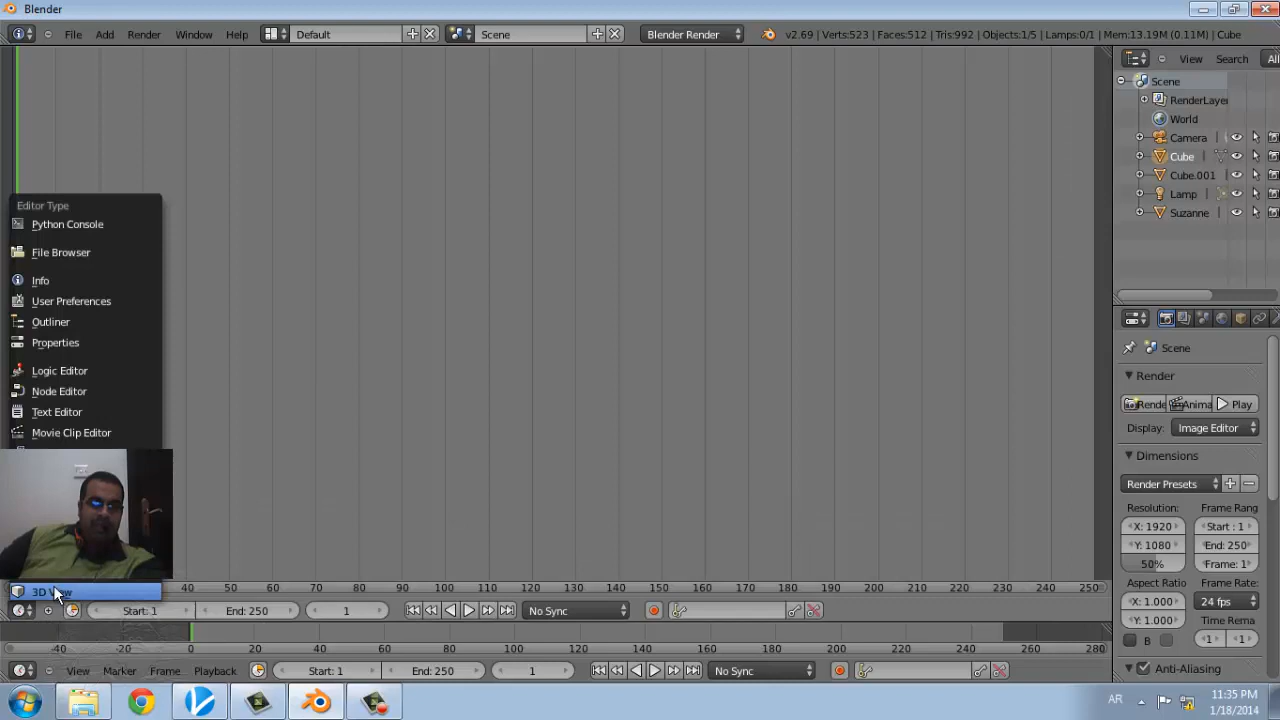 Blender
File Add Render Window Help Default Scene Blender Render v2.69 | Verts:523 | Faces:512 | Tris:992 | Objects:1/5 | Lamps:0/1 | Mem:13.19M (0.11M) | Cube
View Search All
Scene
RenderLayer
World
Camera
Cube
Cube.001
Lamp
Suzanne
Editor Type
Python Console
File Browser
Info
User Preferences
Outliner
Properties
Logic Editor
Node Editor
Text Editor
Movie Clip Editor
3D View
Scene
Render
Rende Anima Play
Display: Image Editor
Dimensions
Render Presets
Resolution: Frame Rang
X: 1920 Start : 1
Y: 1080 End: 250
50% Frame: 1
Aspect Ratio Frame Rate:
X: 1.000 24 fps
Y: 1.000 Time Rema
B 1 1
Anti-Aliasing
40 50 60 70 80 90 100 110 120 130 140 150 160 170 180 190 200 210 220 230 240 250
Start: 1 End: 250 1 No Sync
-40 -20 0 20 40 60 80 100 120 140 160 180 200 220 240 260 280
View Marker Frame Playback Start: 1 End: 250 1 No Sync
AR 11:35 PM
1/18/2014